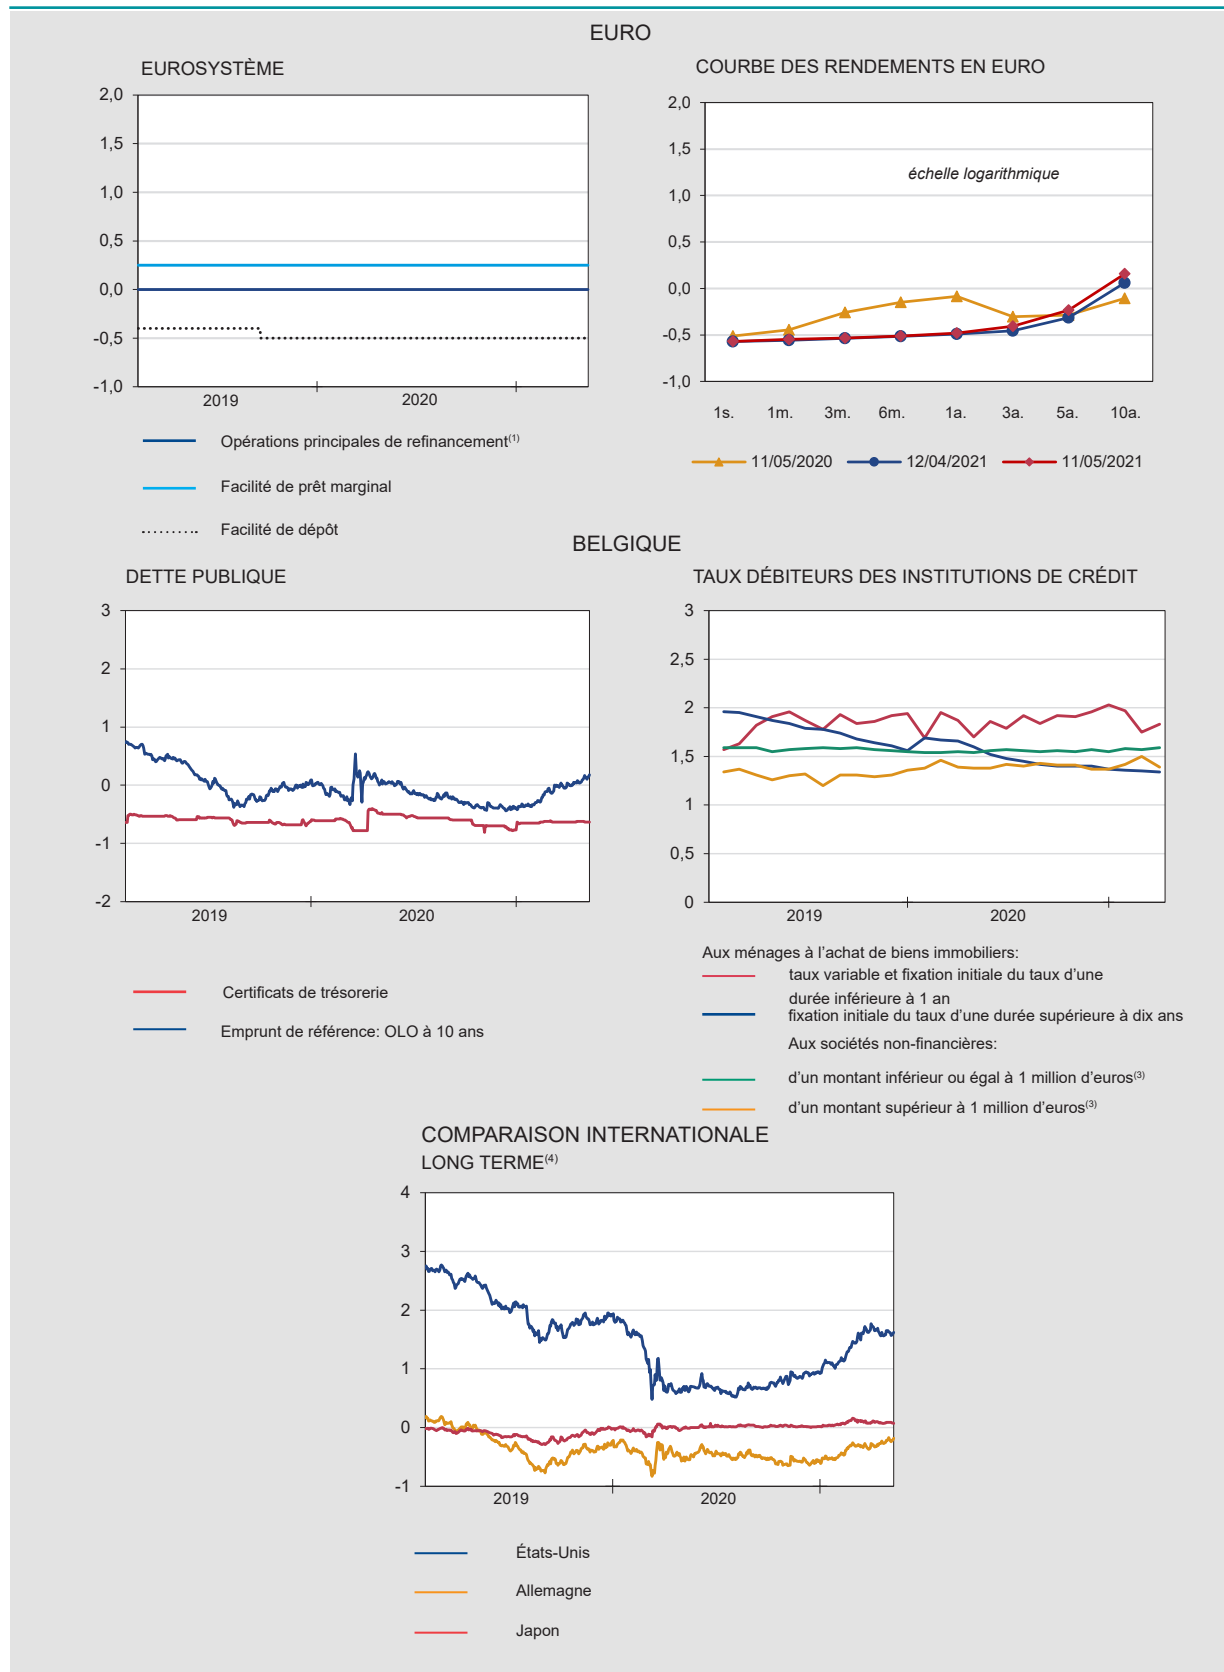 EURO
EUROSYSTÈME
2,0
1,5
1,0
0,5
0,0
-0,5
-1,0
2019 2020
Opérations principales de refinancement(1)
Facilité de prêt marginal
Facilité de dépôt
COURBE DES RENDEMENTS EN EURO
2,0
1,5
1,0
0,5
0,0
-0,5
-1,0
échelle logarithmique
1s. 1m. 3m. 6m. 1a. 3a. 5a. 10a.
11/05/2020 12/04/2021 11/05/2021
BELGIQUE
DETTE PUBLIQUE
3
2
1
0
-1
-2
2019 2020
Certificats de trésorerie
Emprunt de référence: OLO à 10 ans
TAUX DÉBITEURS DES INSTITUTIONS DE CRÉDIT
3
2,5
2
1,5
1
0,5
0
2019 2020
Aux ménages à l'achat de biens immobiliers:
taux variable et fixation initiale du taux d'une
durée inférieure à 1 an
fixation initiale du taux d'une durée supérieure à dix ans
Aux sociétés non-financières:
d'un montant inférieur ou égal à 1 million d'euros(3)
d'un montant supérieur à 1 million d'euros(3)
COMPARAISON INTERNATIONALE
LONG TERME(4)
4
3
2
1
0
-1
2019 2020
États-Unis
Allemagne
Japon